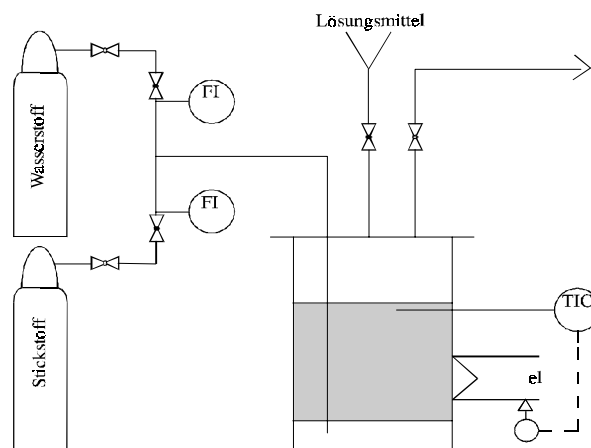 Lösungsmittel
FI
Wasserstoff
FI
Stickstoff
TIC
el